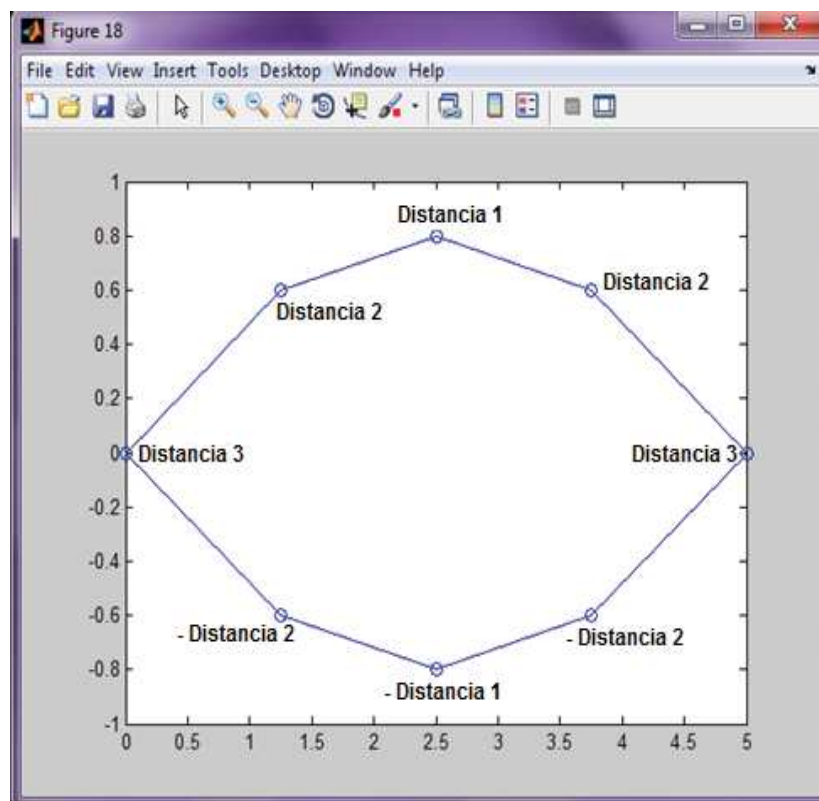 Figure 18
File Edit View Insert Tools Desktop Window Help
1
Distancia 1
0.8
0.6
Distancia 2
Distancia 2
0.4
0.2
0
Distancia 3
Distancia 3
-0.2
-0.4
-0.6
- Distancia 2
- Distancia 2
-0.8
- Distancia 1
-1
0 0.5 1 1.5 2 2.5 3 3.5 4 4.5 5